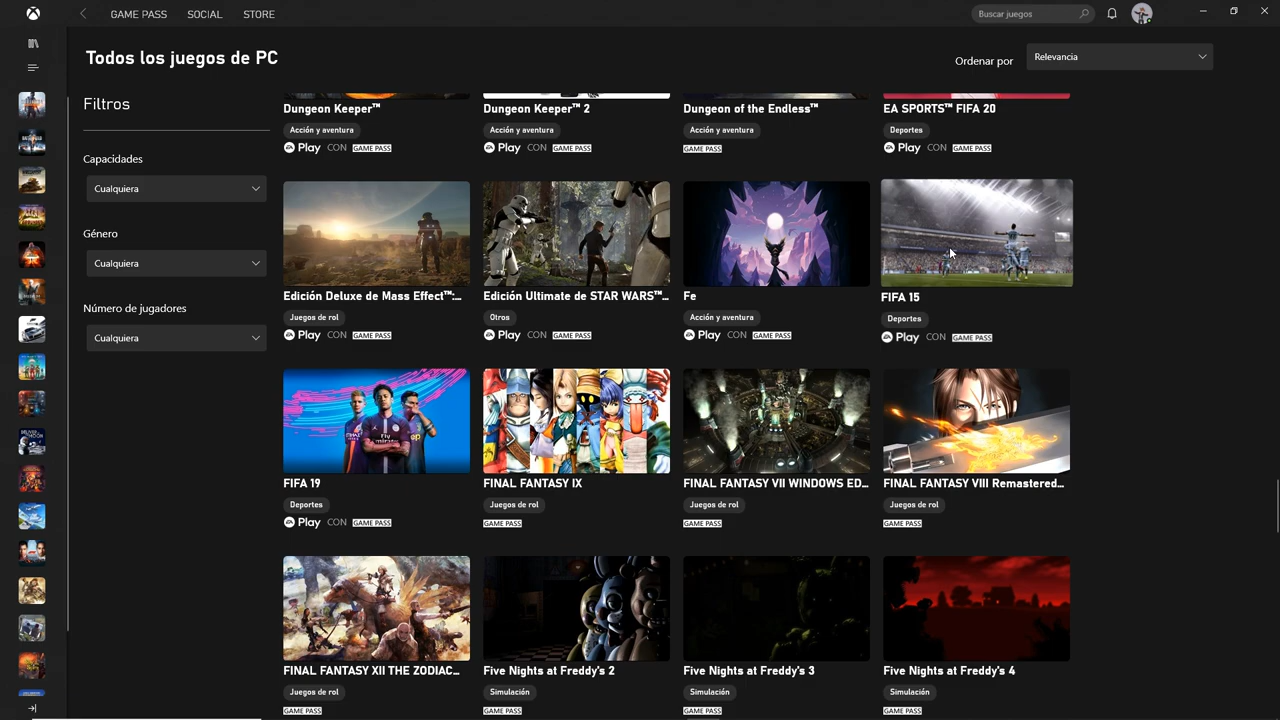 GAME PASS SOCIAL STORE
Buscar juegos
Todos los juegos de PC
Ordenar por
Relevancia
Filtros
Capacidades
Cualquiera
Género
Cualquiera
Número de jugadores
Cualquiera
Dungeon Keeper™ Dungeon Keeper™ 2 Dungeon of the Endless™ EA SPORTS™ FIFA 20
Acción y aventura Acción y aventura Acción y aventura Deportes
EA Play CON GAME PASS EA Play CON GAME PASS GAME PASS EA Play CON GAME PASS
Edición Deluxe de Mass Effect™:... Edición Ultimate de STAR WARS™... Fe FIFA 15
Juegos de rol Otros Acción y aventura Deportes
EA Play CON GAME PASS EA Play CON GAME PASS EA Play CON GAME PASS EA Play CON GAME PASS
FIFA 19 FINAL FANTASY IX FINAL FANTASY VII WINDOWS ED... FINAL FANTASY VIII Remastered...
Deportes Juegos de rol Juegos de rol Juegos de rol
EA Play CON GAME PASS GAME PASS GAME PASS GAME PASS
FINAL FANTASY XII THE ZODIAC... Five Nights at Freddy's 2 Five Nights at Freddy's 3 Five Nights at Freddy's 4
Juegos de rol Simulación Simulación Simulación
GAME PASS GAME PASS GAME PASS GAME PASS